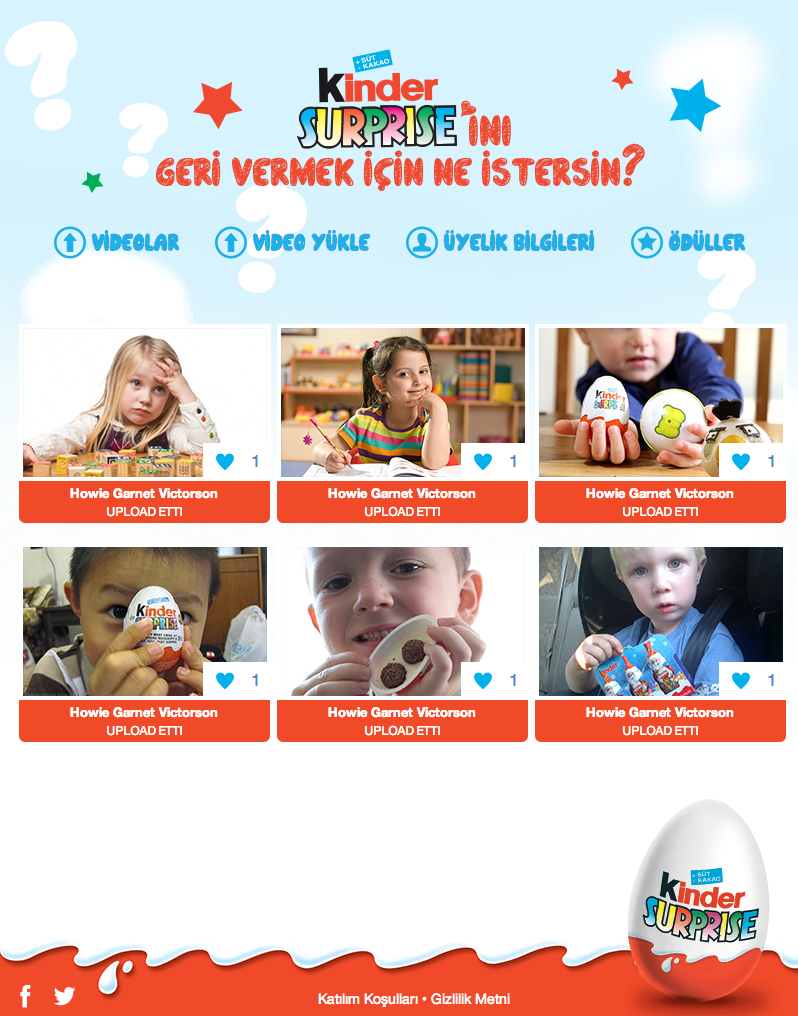 + SÜT
- KAKAO
Kinder
SURPRISE'İNİ
GERİ VERMEK İÇİN NE İSTERSİN?
VİDEOLAR
VİDEO YÜKLE
ÜYELİK BİLGİLERİ
ÖDÜLLER
1
1
1
Howie Garnet Victorson
UPLOAD ETTI
Howie Garnet Victorson
UPLOAD ETTI
Kinder
Howie Garnet Victorson
UPLOAD ETTI
Kinder
SURPRISE
1
1
1
Howie Garnet Victorson
UPLOAD ETTI
Howie Garnet Victorson
UPLOAD ETTI
Howie Garnet Victorson
UPLOAD ETTI
+ SÜT
- KAKAO
Kinder
SURPRISE
Katılım Koşulları • Gizlilik Metni